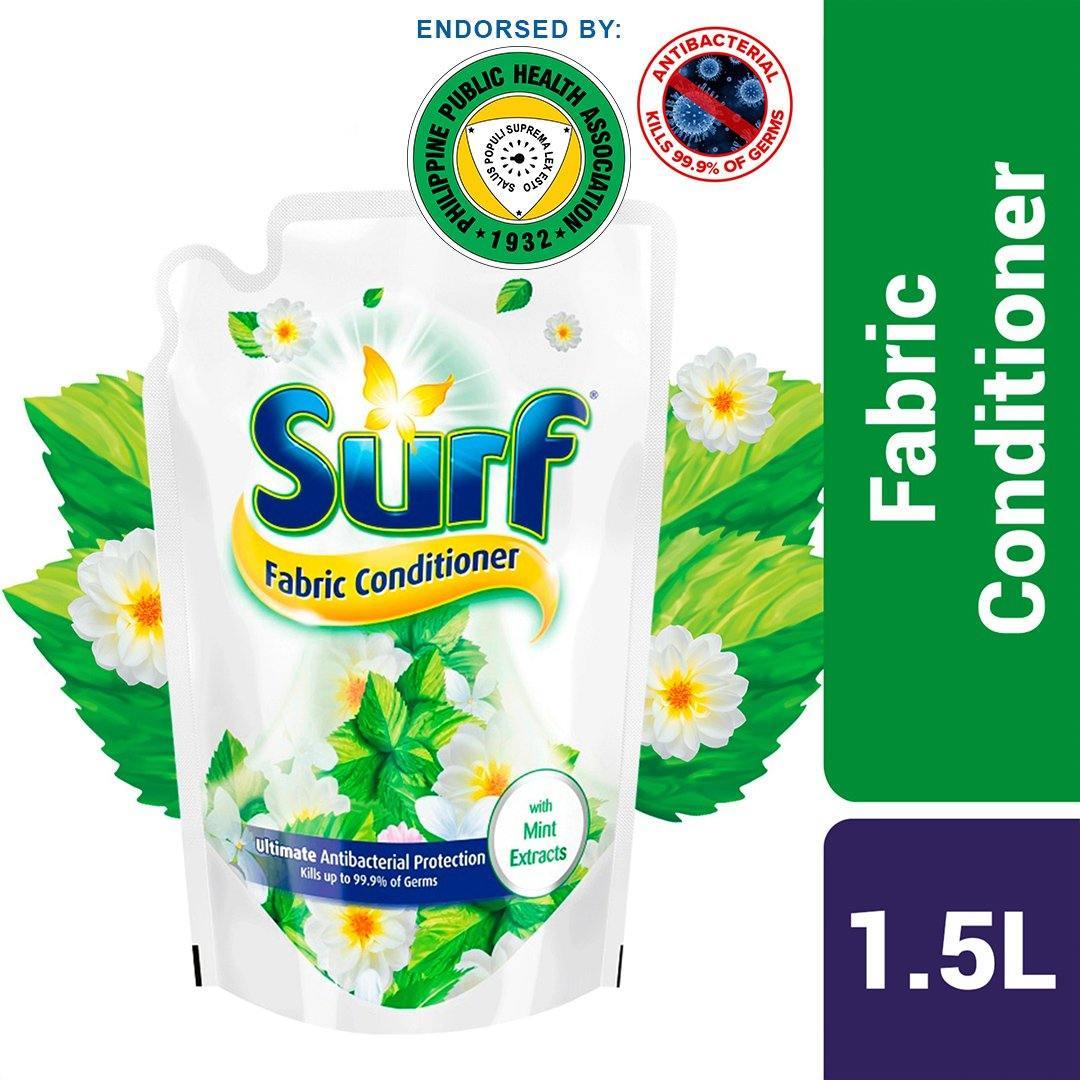 ENDORSED BY:
PHILIPPINE PUBLIC HEALTH ASSOCIATION
SALUS POPULI SUPREMA LEX ESTO
★ 1932 ★
ANTIBACTERIAL
KILLS 99.9% OF GERMS
Surf®
Fabric Conditioner
with
Mint
Extracts
Ultimate Antibacterial Protection
Kills up to 99.9% of Germs
Fabric
Conditioner
1.5L